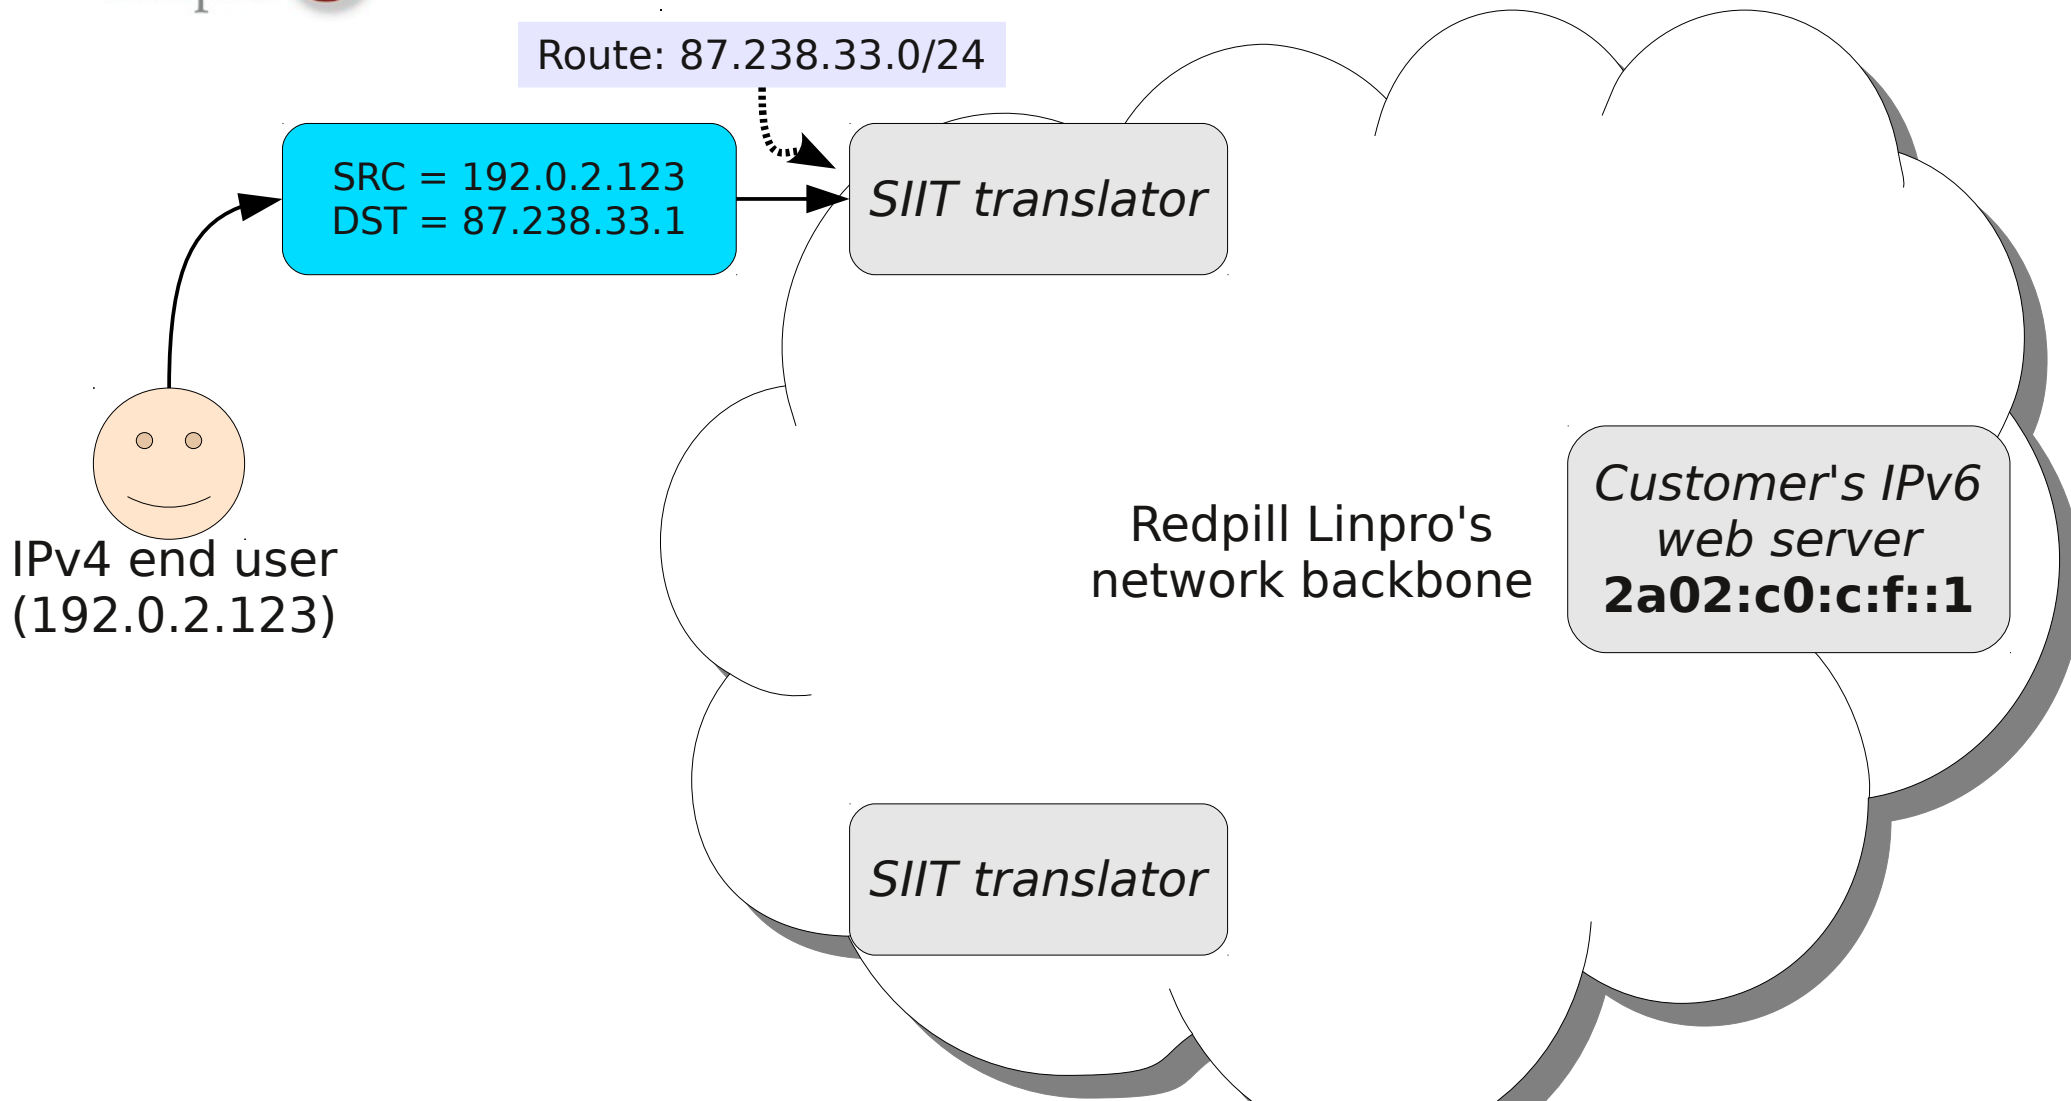 Route: 87.238.33.0/24
SRC = 192.0.2.123
DST = 87.238.33.1
SIIT translator
IPv4 end user
(192.0.2.123)
Redpill Linpro's
network backbone
Customer's IPv6
web server
2a02:c0:c:f::1
SIIT translator